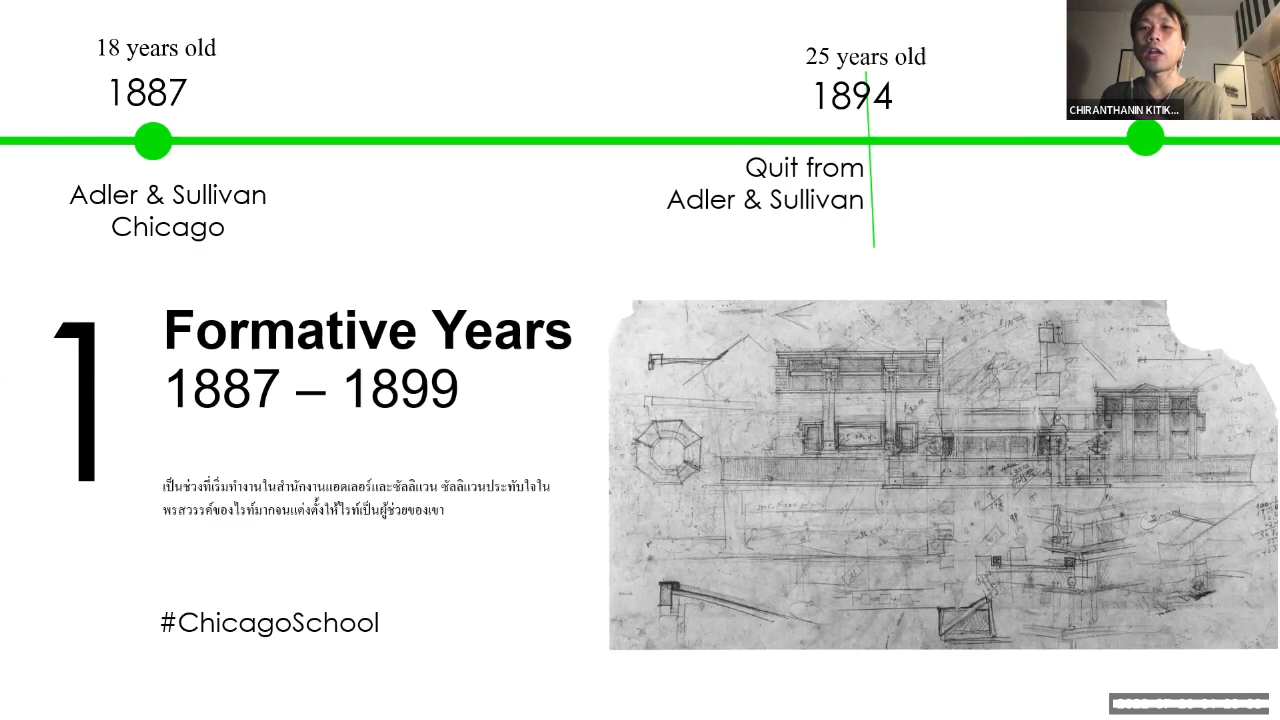 18 years old
1887
25 years old
1894
CHIRANTHANIN KITIK...
Adler & Sullivan
Chicago
Quit from
Adler & Sullivan
1
Formative Years
1887 – 1899
เป็นช่วงที่เริ่มทำงานในสำนักงานแอดเลอร์และซัลลิแวน ซัลลิแวนประทับใจใน
พรสวรรค์ของไรท์มากจนแต่งตั้งให้ไรท์เป็นผู้ช่วยของเขา
#ChicagoSchool